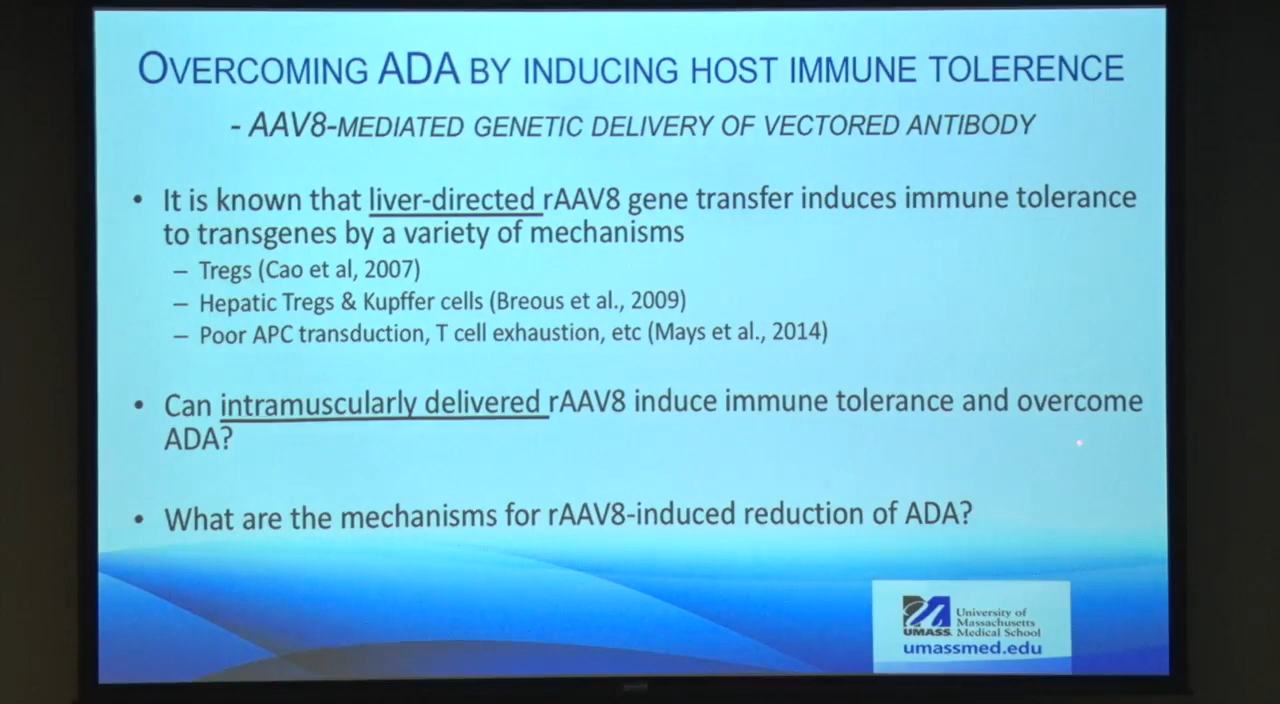 OVERCOMING ADA BY INDUCING HOST IMMUNE TOLERENCE
- AAV8-MEDIATED GENETIC DELIVERY OF VECTORED ANTIBODY
• It is known that liver-directed rAAV8 gene transfer induces immune tolerance
to transgenes by a variety of mechanisms
– Tregs (Cao et al, 2007)
– Hepatic Tregs & Kupffer cells (Breous et al., 2009)
– Poor APC transduction, T cell exhaustion, etc (Mays et al., 2014)
• Can intramuscularly delivered rAAV8 induce immune tolerance and overcome
ADA?
• What are the mechanisms for rAAV8-induced reduction of ADA?
University of
Massachusetts
UMASS. Medical School
umassmed.edu